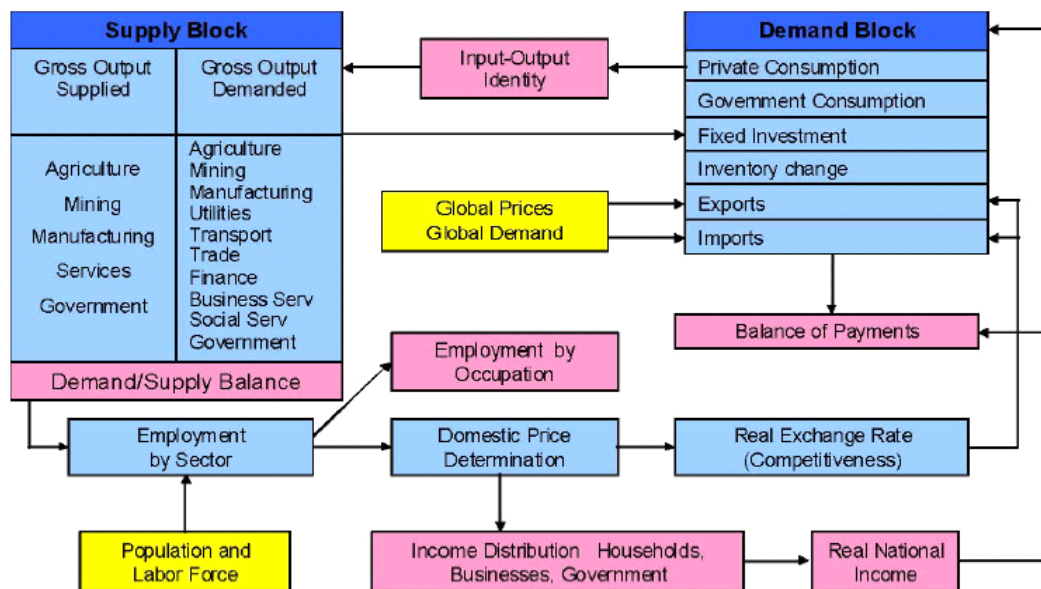 Supply Block
Gross Output
Supplied
Gross Output
Demanded
Agriculture
Mining
Manufacturing
Services
Government
Agriculture
Mining
Manufacturing
Utilities
Transport
Trade
Finance
Business Serv
Social Serv
Government
Demand/Supply Balance
Input-Output
Identity
Demand Block
Private Consumption
Government Consumption
Fixed Investment
Inventory change
Exports
Imports
Global Prices
Global Demand
Balance of Payments
Employment by
Occupation
Employment
by Sector
Domestic Price
Determination
Real Exchange Rate
(Competitiveness)
Population and
Labor Force
Income Distribution Households,
Businesses, Government
Real National
Income